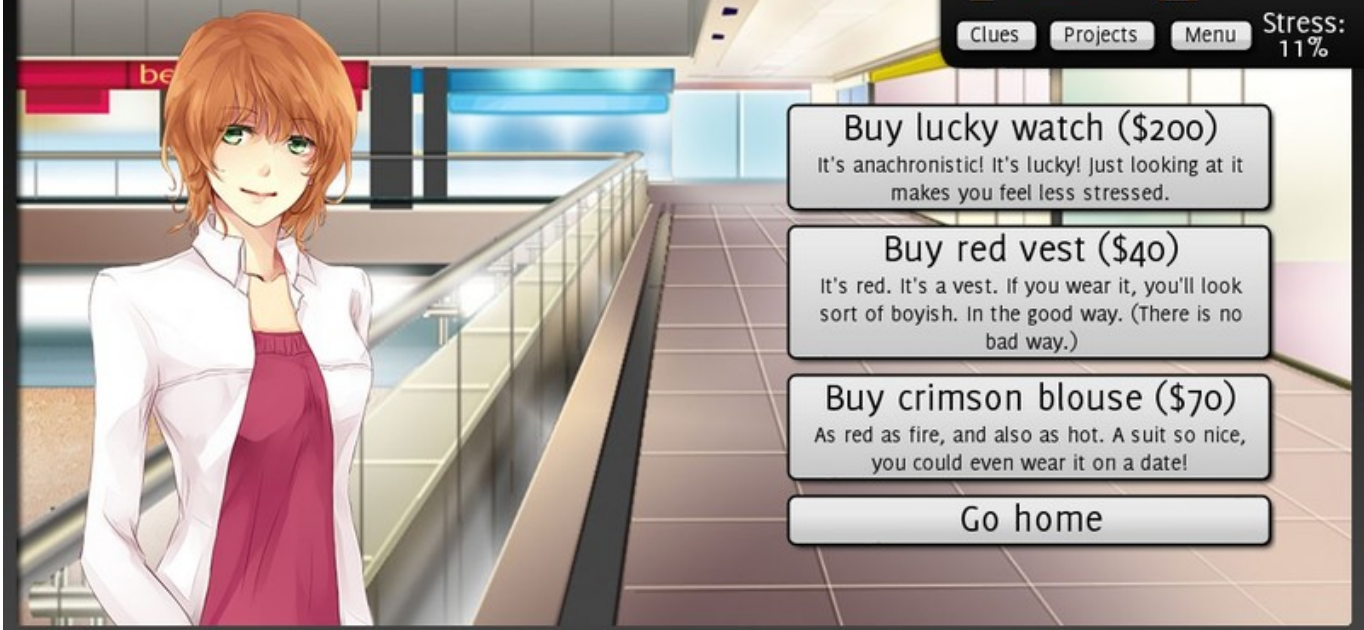 be
Clues
Projects
Menu
Stress:
11%
Buy lucky watch ($200)
It's anachronistic! It's lucky! Just looking at it
makes you feel less stressed.
Buy red vest ($40)
It's red. It's a vest. If you wear it, you'll look
sort of boyish. In the good way. (There is no
bad way.)
Buy crimson blouse ($70)
As red as fire, and also as hot. A suit so nice,
you could even wear it on a date!
Go home